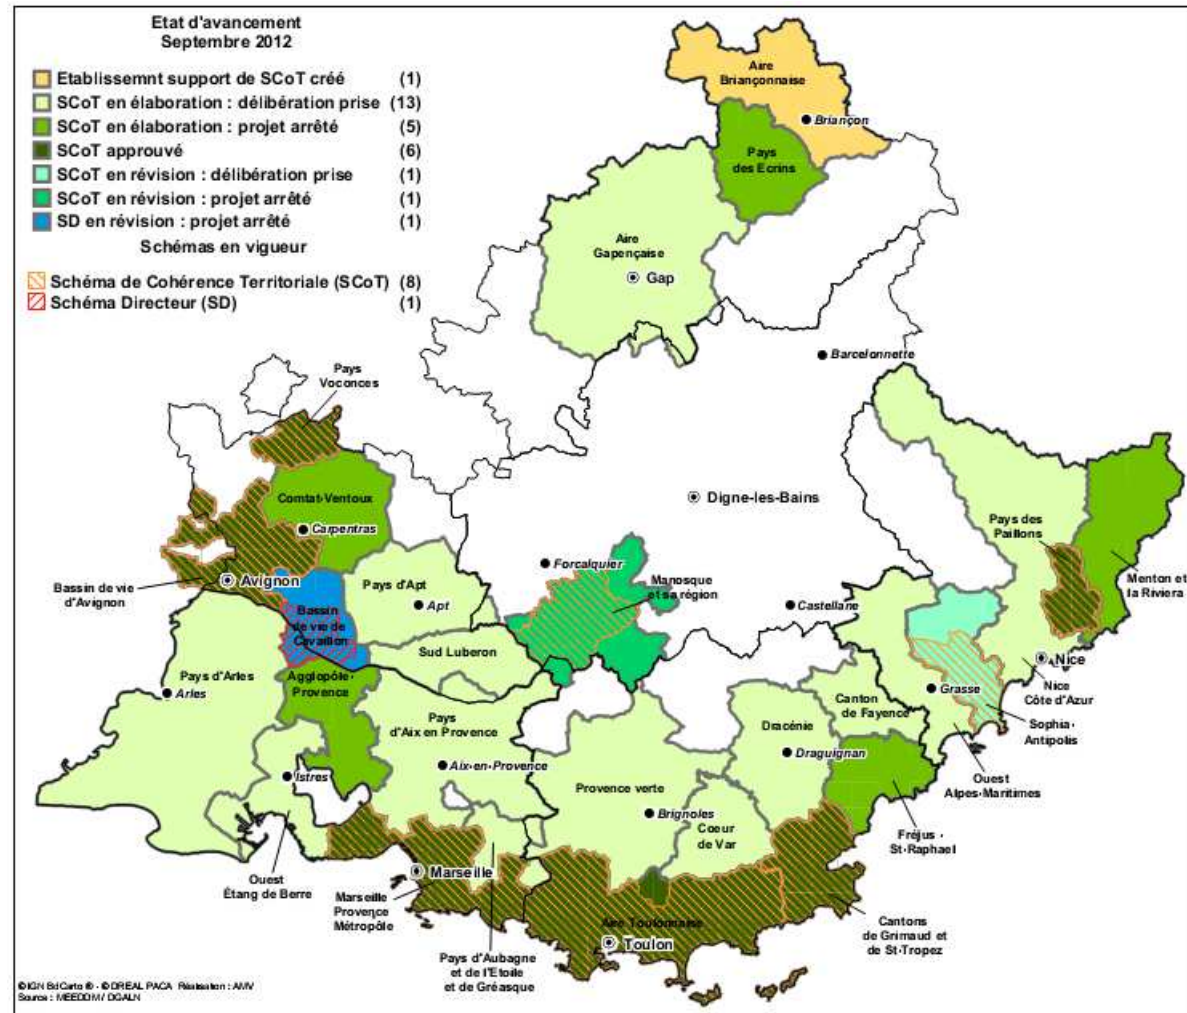 Etat d'avancement
Septembre 2012
Etablissemnt support de SCoT créé (1)
SCoT en élaboration : délibération prise (13)
SCoT en élaboration : projet arrêté (5)
SCoT approuvé (6)
SCoT en révision : délibération prise (1)
SCoT en révision : projet arrêté (1)
SD en révision : projet arrêté (1)
Schémas en vigueur
Schéma de Cohérence Territoriale (SCoT) (8)
Schéma Directeur (SD) (1)
Aire
Briançonnaise
Briançon
Pays
des Ecrins
Aire
Gapençaise
Gap
Barcelonnette
Pays
Voconces
Comtat-Ventoux
Carpentras
Digne-les-Bains
Pays des
Paillons
Avignon
Bassin de vie
d'Avignon
Pays d'Apt
Apt
Forcalquier
Manosque
et sa région
Castellane
Menton et
la Riviera
Bassin
de vie de
Cavaillon
Sud Luberon
Nice
Nice
Côte d'Azur
Grasse
Sophia-
Antipolis
Pays d'Arles
Arles
Agglopôle-
Provence
Pays
d'Aix en Provence
Aix-en-Provence
Canton
de Fayence
Dracénie
Draguignan
Ouest
Alpes-Maritimes
Istres
Provence verte
Brignoles
Coeur
de Var
Fréjus -
St-Raphael
Ouest
Étang de Berre
Marseille
Marseille
Provence
Métropôle
Pays d'Aubagne
et de l'Etoile
et de Gréasque
Aire Toulonnaise
Toulon
Cantons
de Grimaud et
de St-Tropez
©IGN BdCarto ® - © DREAL PACA Réalisation : AMV
Source : MEEDDM / DGALN